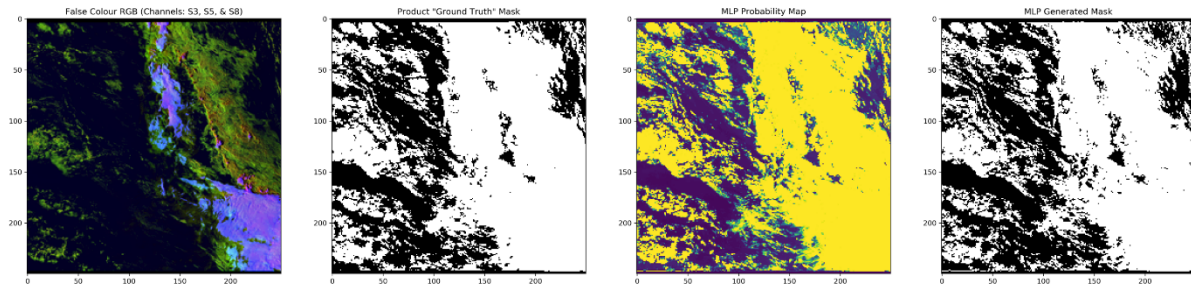 False Colour RGB (Channels: S3, S5, & S8)
0
50
100
150
200
0 50 100 150 200
Product "Ground Truth" Mask
0
50
100
150
200
0 50 100 150 200
MLP Probability Map
0
50
100
150
200
0 50 100 150 200
MLP Generated Mask
0
50
100
150
200
0 50 100 150 200